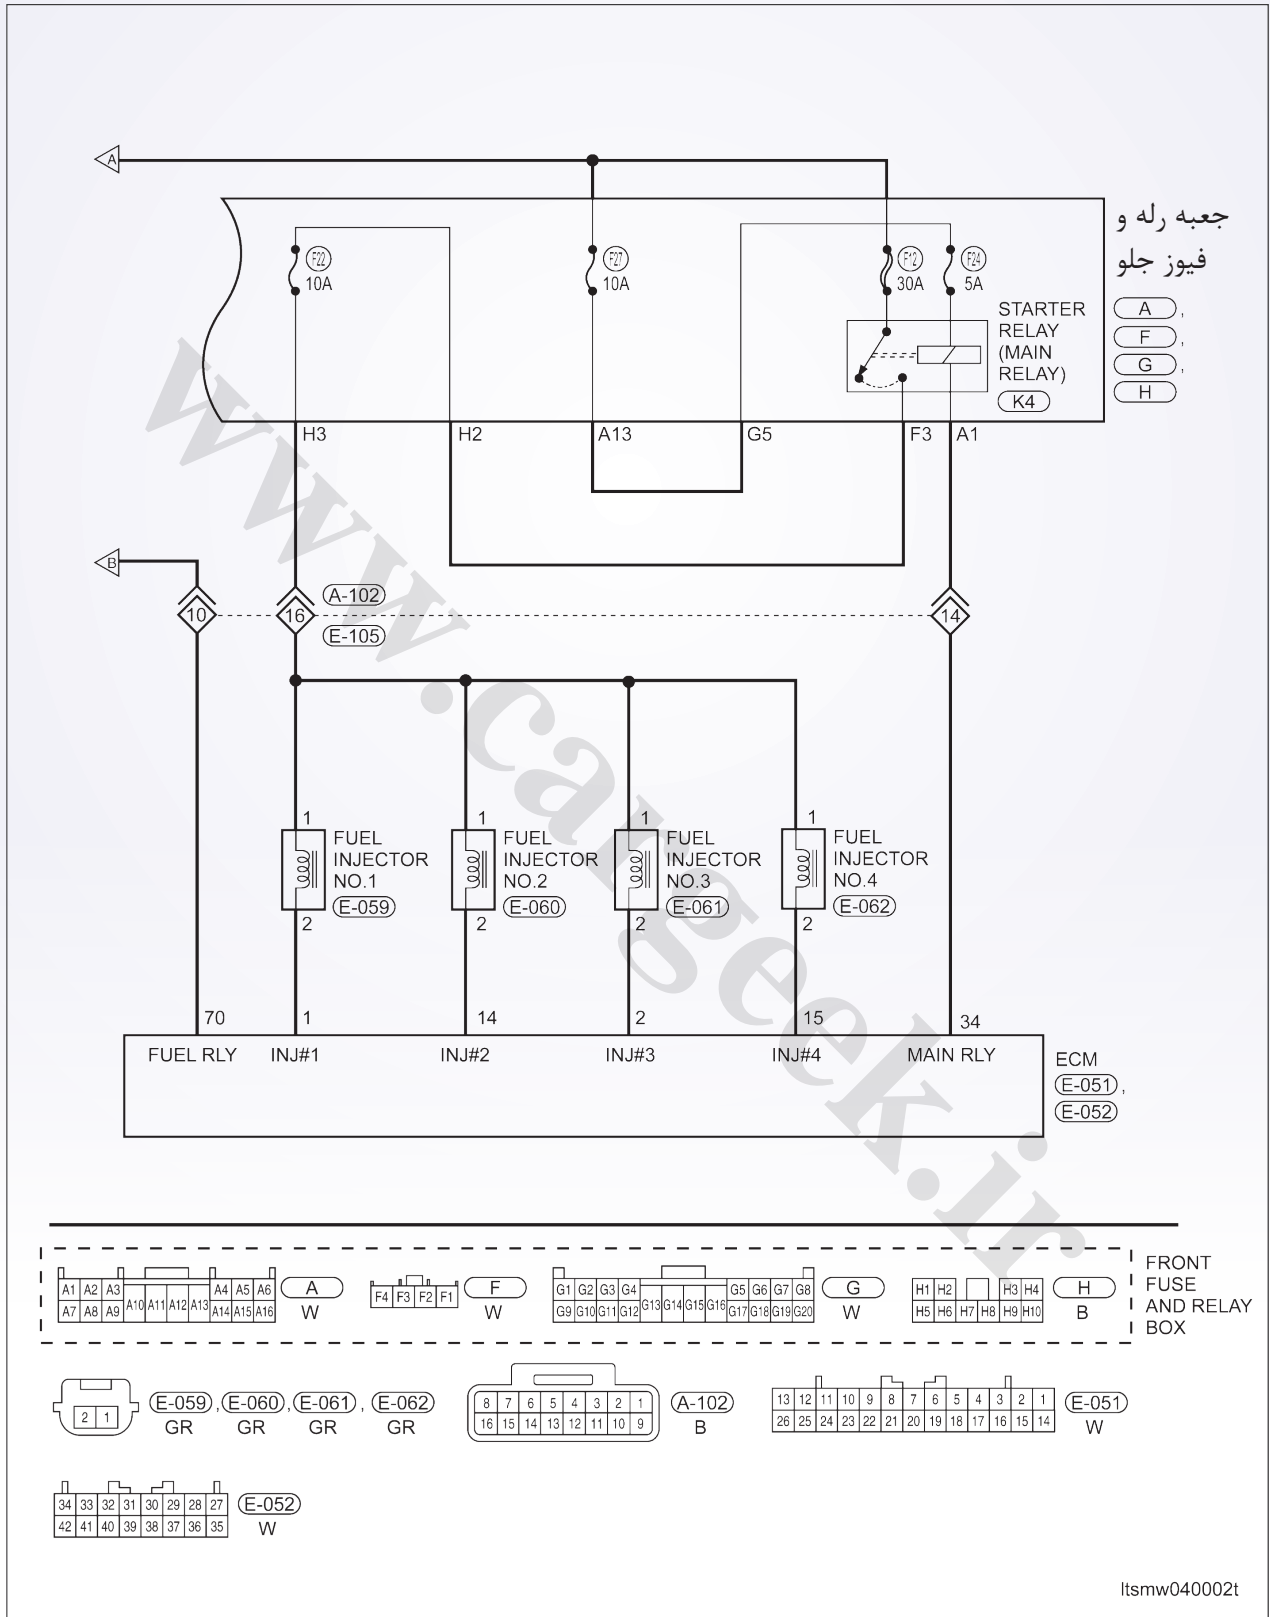 A
جعبه رله و
فیوز جلو
F22
10A
F27
10A
F12
30A
F24
5A
STARTER
RELAY
(MAIN
RELAY)
K4
A ,
F ,
G ,
H
H3
H2
A13
G5
F3
A1
B
10
16
A-102
E-105
14
1
FUEL
INJECTOR
NO.1
E-059
2
1
FUEL
INJECTOR
NO.2
E-060
2
1
FUEL
INJECTOR
NO.3
E-061
2
1
FUEL
INJECTOR
NO.4
E-062
2
70
1
14
2
15
34
FUEL RLY
INJ#1
INJ#2
INJ#3
INJ#4
MAIN RLY
ECM
E-051 ,
E-052
www.cargeek.ir
A1 A2 A3 A4 A5 A6
A7 A8 A9 A10 A11 A12 A13 A14 A15 A16
A
W
F4 F3 F2 F1
F
W
G1 G2 G3 G4 G5 G6 G7 G8
G9 G10 G11 G12 G13 G14 G15 G16 G17 G18 G19 G20
G
W
H1 H2 H3 H4
H5 H6 H7 H8 H9 H10
H
B
FRONT
FUSE
AND RELAY
BOX
2 1
E-059 , E-060 , E-061 , E-062
GR GR GR GR
8 7 6 5 4 3 2 1
16 15 14 13 12 11 10 9
A-102
B
13 12 11 10 9 8 7 6 5 4 3 2 1
26 25 24 23 22 21 20 19 18 17 16 15 14
E-051
W
34 33 32 31 30 29 28 27
42 41 40 39 38 37 36 35
E-052
W
ltsmw040002t